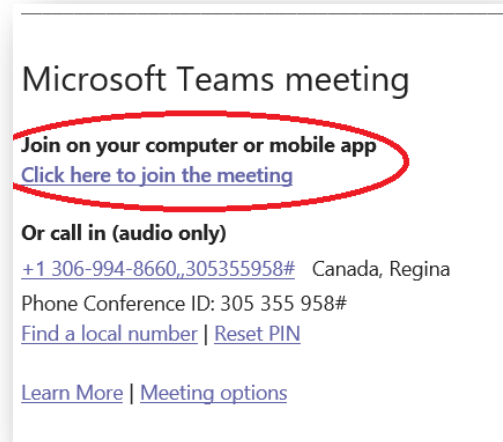 Microsoft Teams meeting
Join on your computer or mobile app
Click here to join the meeting
Or call in (audio only)
+1 306-994-8660,,305355958# Canada, Regina
Phone Conference ID: 305 355 958#
Find a local number | Reset PIN
Learn More | Meeting options